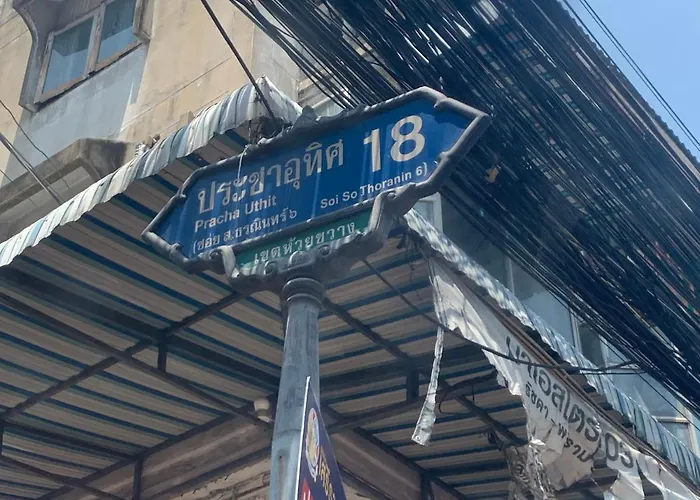 ประชาอุทิศ 18
Pracha Uthit
(ซอย ส.ธรณินทร์ ๖ Soi So Thoranin 6)
เขตห้วยขวาง